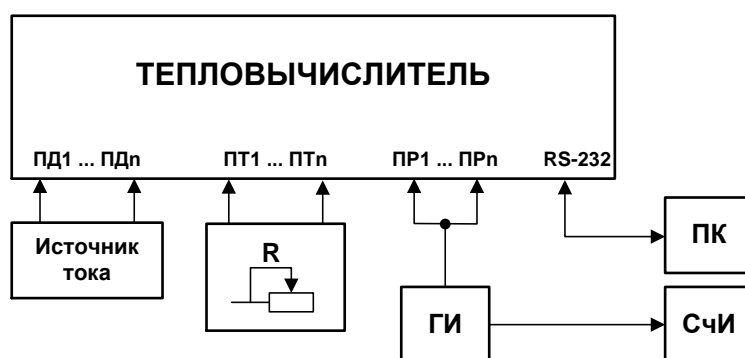 ТЕПЛОВЫЧИСЛИТЕЛЬ
ПД1 ... ПДn ПТ1 ... ПТn ПР1 ... ПРn RS-232
Источник
тока
R
ПК
ГИ
СчИ